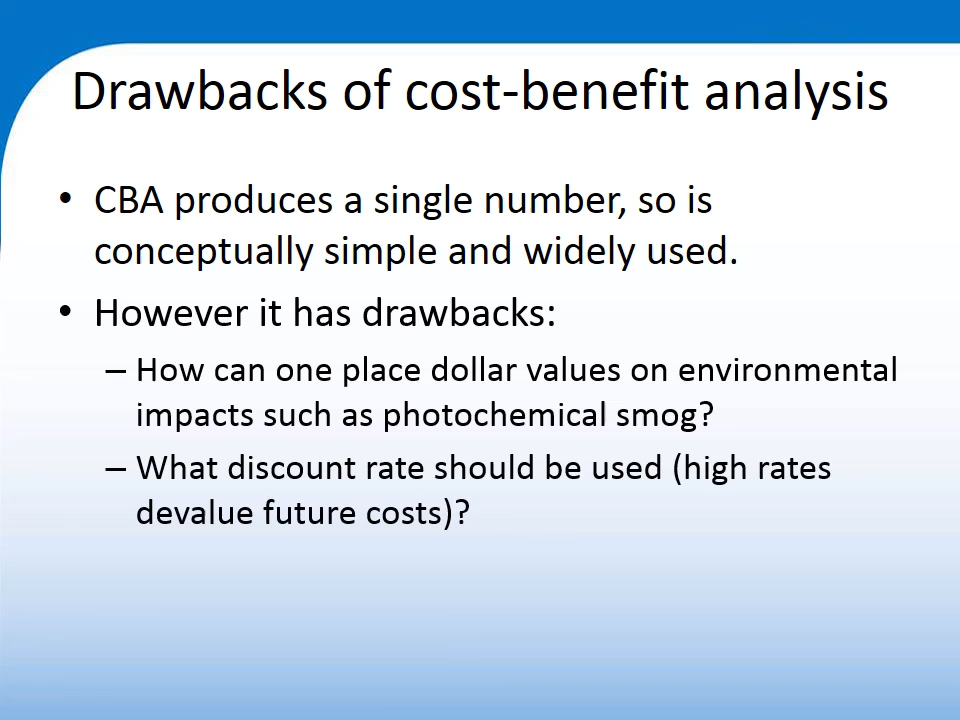 Drawbacks of cost-benefit analysis
• CBA produces a single number, so is
conceptually simple and widely used.
• However it has drawbacks:
– How can one place dollar values on environmental
impacts such as photochemical smog?
– What discount rate should be used (high rates
devalue future costs)?